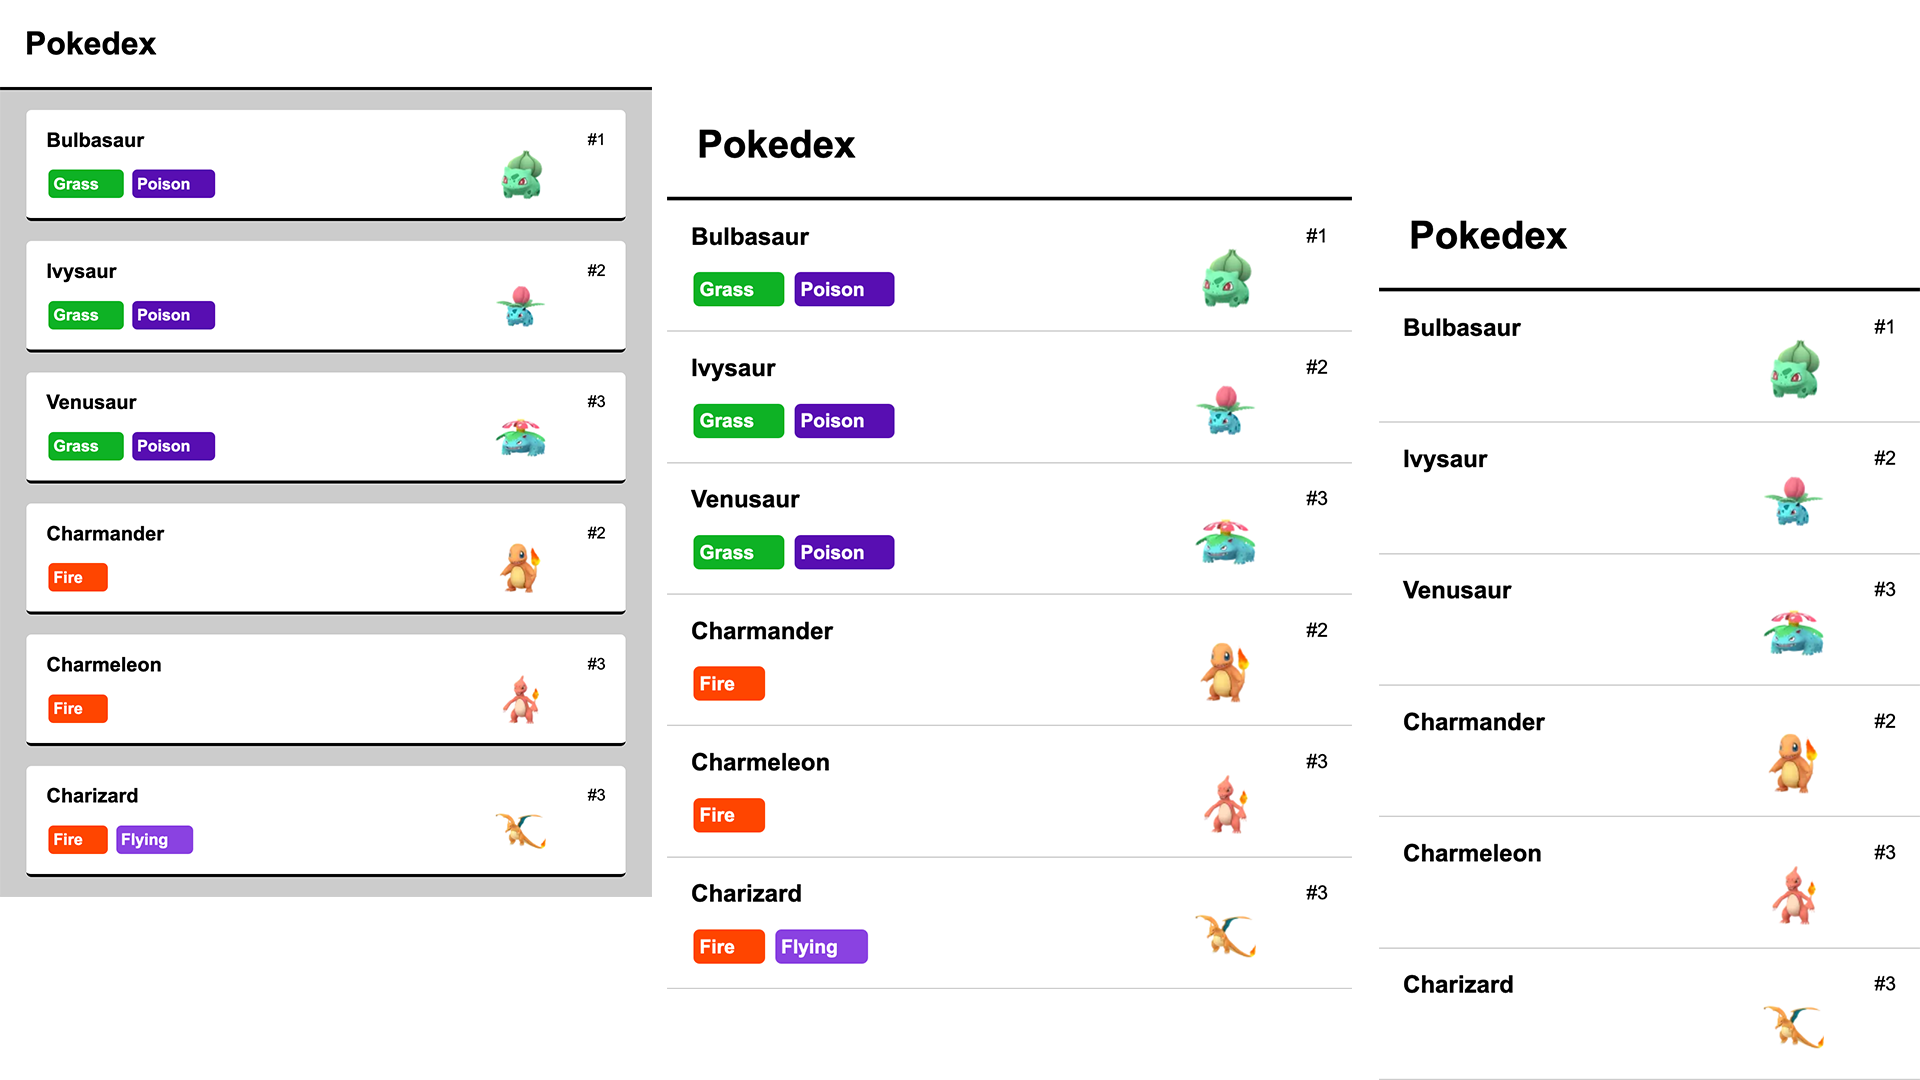 Pokedex
Bulbasaur #1
Grass Poison
Ivysaur #2
Grass Poison
Venusaur #3
Grass Poison
Charmander #2
Fire
Charmeleon #3
Fire
Charizard #3
Fire Flying
Pokedex
Bulbasaur #1
Grass Poison
Ivysaur #2
Grass Poison
Venusaur #3
Grass Poison
Charmander #2
Fire
Charmeleon #3
Fire
Charizard #3
Fire Flying
Pokedex
Bulbasaur #1
Ivysaur #2
Venusaur #3
Charmander #2
Charmeleon #3
Charizard #3